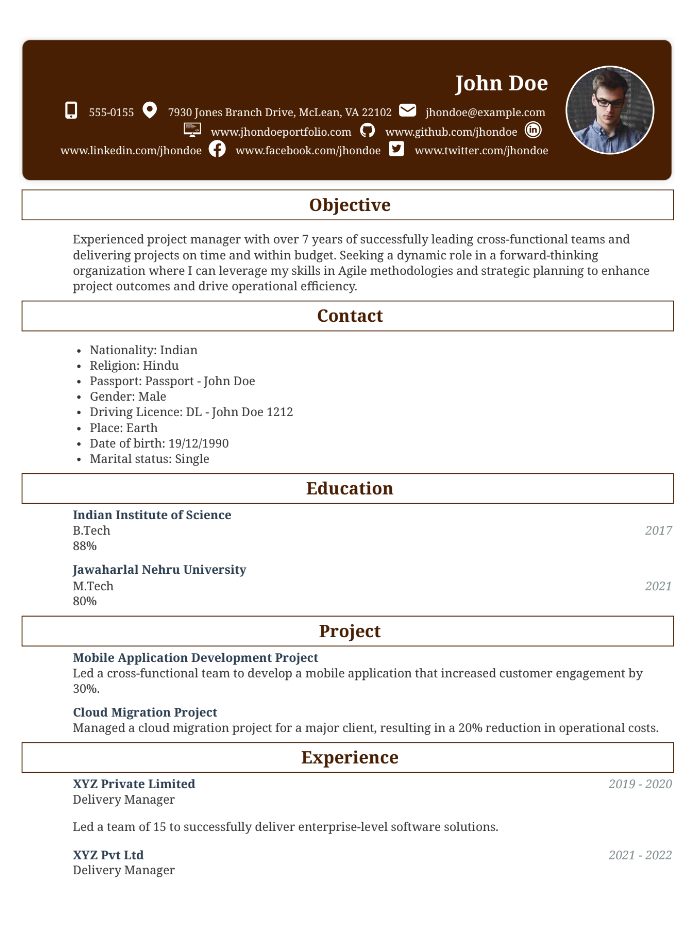 John Doe
555-0155 7930 Jones Branch Drive, McLean, VA 22102 jhondoe@example.com
www.jhondoeportfolio.com www.github.com/jhondoe
www.linkedin.com/jhondoe www.facebook.com/jhondoe www.twitter.com/jhondoe
Objective
Experienced project manager with over 7 years of successfully leading cross-functional teams and
delivering projects on time and within budget. Seeking a dynamic role in a forward-thinking
organization where I can leverage my skills in Agile methodologies and strategic planning to enhance
project outcomes and drive operational efficiency.
Contact
• Nationality: Indian
• Religion: Hindu
• Passport: Passport - John Doe
• Gender: Male
• Driving Licence: DL - John Doe 1212
• Place: Earth
• Date of birth: 19/12/1990
• Marital status: Single
Education
Indian Institute of Science
B.Tech 2017
88%
Jawaharlal Nehru University
M.Tech 2021
80%
Project
Mobile Application Development Project
Led a cross-functional team to develop a mobile application that increased customer engagement by
30%.
Cloud Migration Project
Managed a cloud migration project for a major client, resulting in a 20% reduction in operational costs.
Experience
XYZ Private Limited 2019 - 2020
Delivery Manager
Led a team of 15 to successfully deliver enterprise-level software solutions.
XYZ Pvt Ltd 2021 - 2022
Delivery Manager